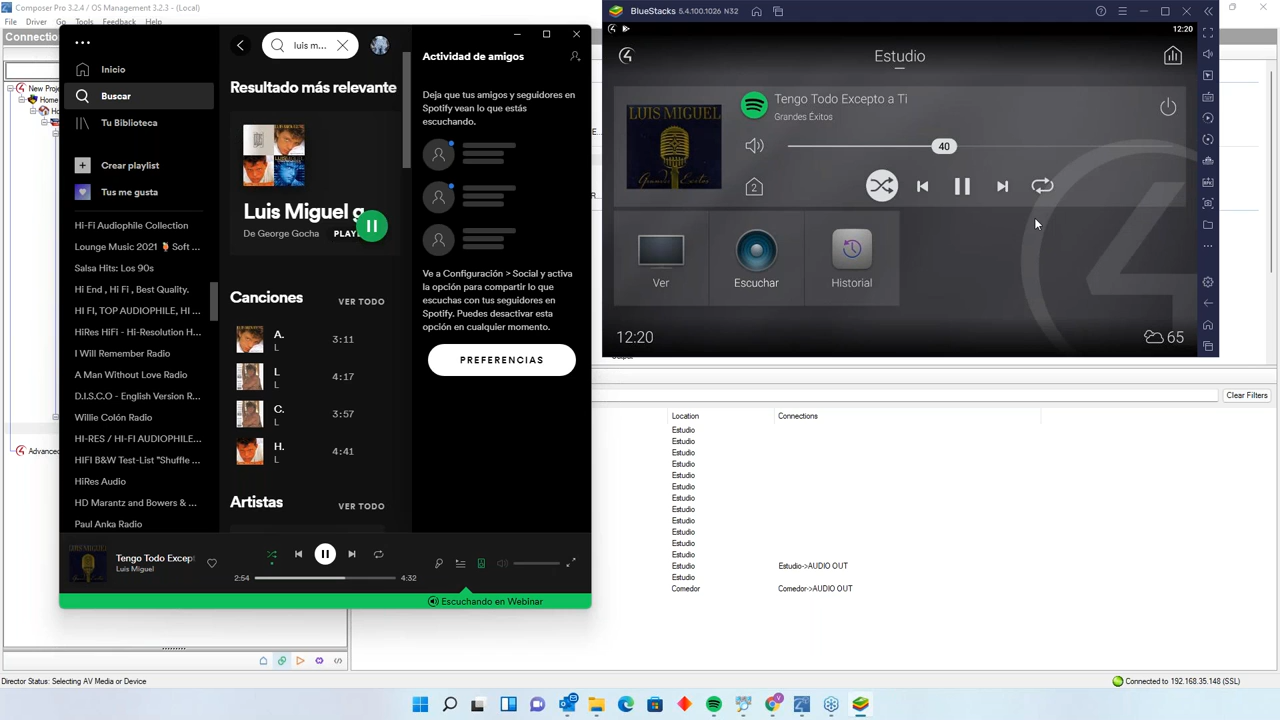 Composer Pro 3.2.4 / OS Management 3.2.3 - (Local)
File Driver Go Tools Feedback Help
Connectio
New Proj
Home
Ho
Advanced
Inicio
Buscar
Tu Biblioteca
Crear playlist
Tus me gusta
Hi-Fi Audiophile Collection
Lounge Music 2021 🌷 Soft ...
Salsa Hits: Los 90s
Hi End , Hi Fi , Best Quality.
HI FI, TOP AUDIOPHILE, HI ...
HiRes HiFi - Hi-Resolution H...
I Will Remember Radio
A Man Without Love Radio
D.I.S.C.O - English Version R...
Willie Colón Radio
HI-RES / HI-FI AUDIOPHILE...
HIFI B&W Test-List "Shuffle ...
HiRes Audio
HD Marantz and Bowers & ...
Paul Anka Radio
luis m...
Resultado más relevante
Luis Miguel g
De George Gocha PLAYL
Canciones VER TODO
A. 3:11
L
L 4:17
L
C. 3:57
L
H. 4:41
L
Artistas VER TODO
Actividad de amigos
Deja que tus amigos y seguidores en
Spotify vean lo que estás
escuchando.
Ve a Configuración > Social y activa
la opción para compartir lo que
escuchas con tus seguidores en
Spotify. Puedes desactivar esta
opción en cualquier momento.
PREFERENCIAS
Tengo Todo Except
Luis Miguel
2:54 4:32
Escuchando en Webinar
BlueStacks 5.4.100.1026 N32
12:20
Estudio
LUIS MIGUEL
Grandes Éxitos
Tengo Todo Excepto a Ti
Grandes Éxitos
40
2
Ver
Escuchar
Historial
12:20
65
Clear Filters
Location Connections
Estudio
Estudio
Estudio
Estudio
Estudio
Estudio
Estudio
Estudio
Estudio
Estudio
Estudio
Estudio
Estudio Estudio->AUDIO OUT
Estudio
Comedor Comedor->AUDIO OUT
Director Status: Selecting AV Media or Device
Connected to 192.168.35.148 (SSL)